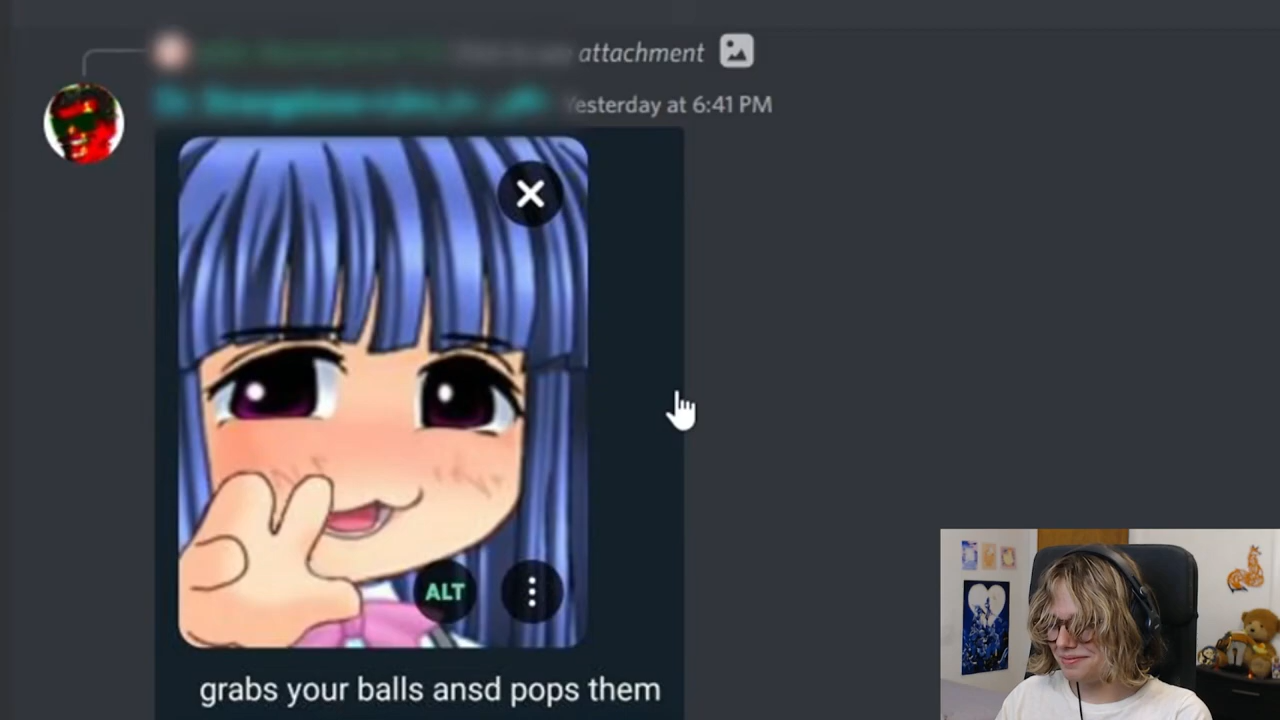 attachment
Yesterday at 6:41 PM
ALT
grabs your balls ansd pops them